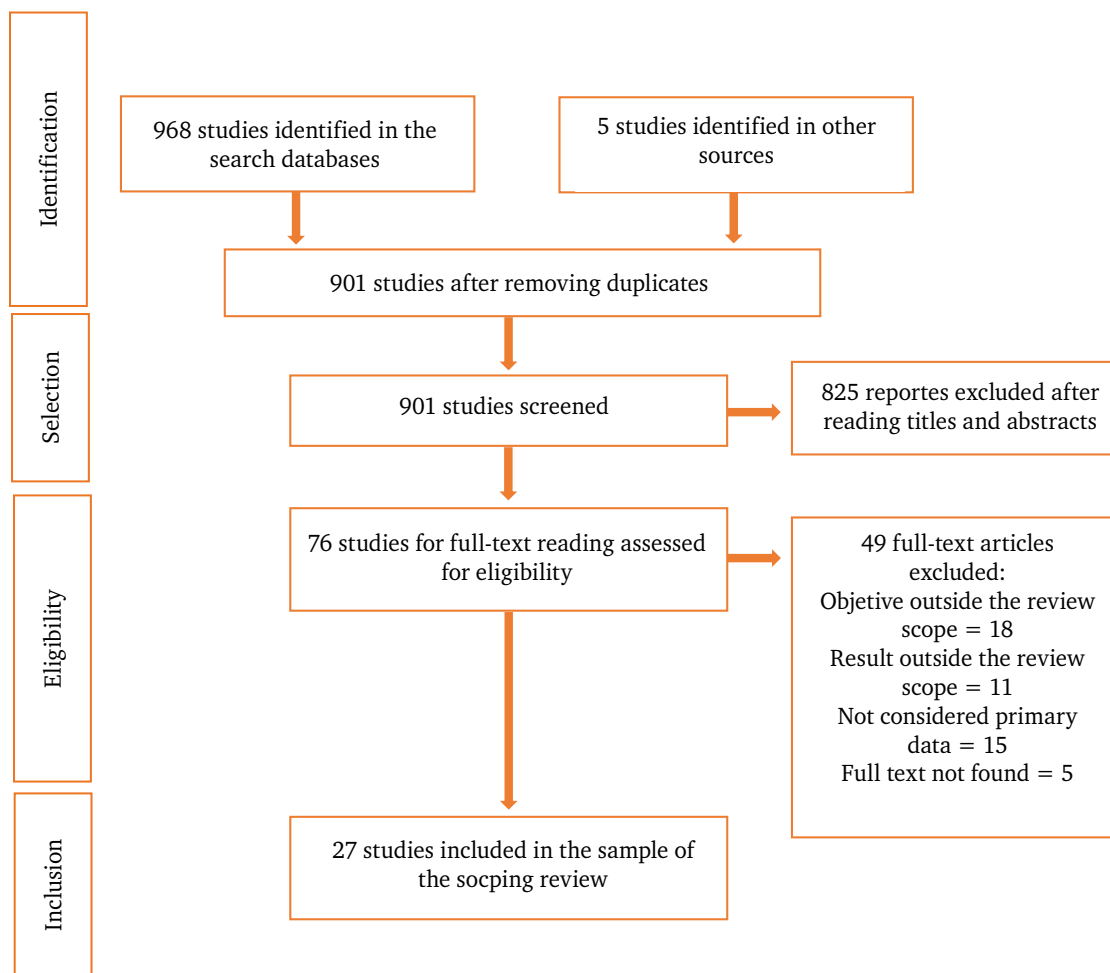 Identification
968 studies identified in the
search databases
5 studies identified in other
sources
901 studies after removing duplicates
Selection
901 studies screened
825 reportes excluded after
reading titles and abstracts
Eligibility
76 studies for full-text reading assessed
for eligibility
49 full-text articles
excluded:
Objetive outside the review
scope = 18
Result outside the review
scope = 11
Not considered primary
data = 15
Full text not found = 5
Inclusion
27 studies included in the sample of
the socping review